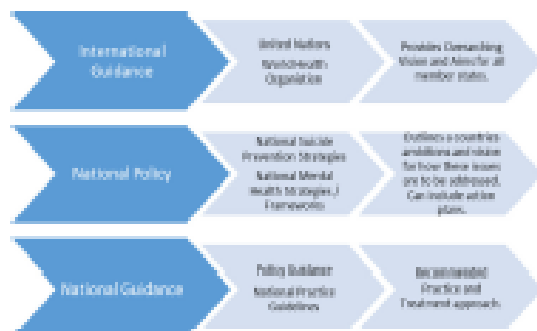 International
Guidance
United Nations
World Health
Organisation
Provides Overarching
Vision and Aims for all
member states.
National Policy
National Suicide
Prevention Strategies
National Mental
Health Strategies /
Frameworks
Outlines a countries
ambitions and vision
for how these issues
are to be addressed.
Can include action
plans.
National Guidance
Policy Guidance
National Practice
Guidelines
Recommended
Practice and
Treatment approach.